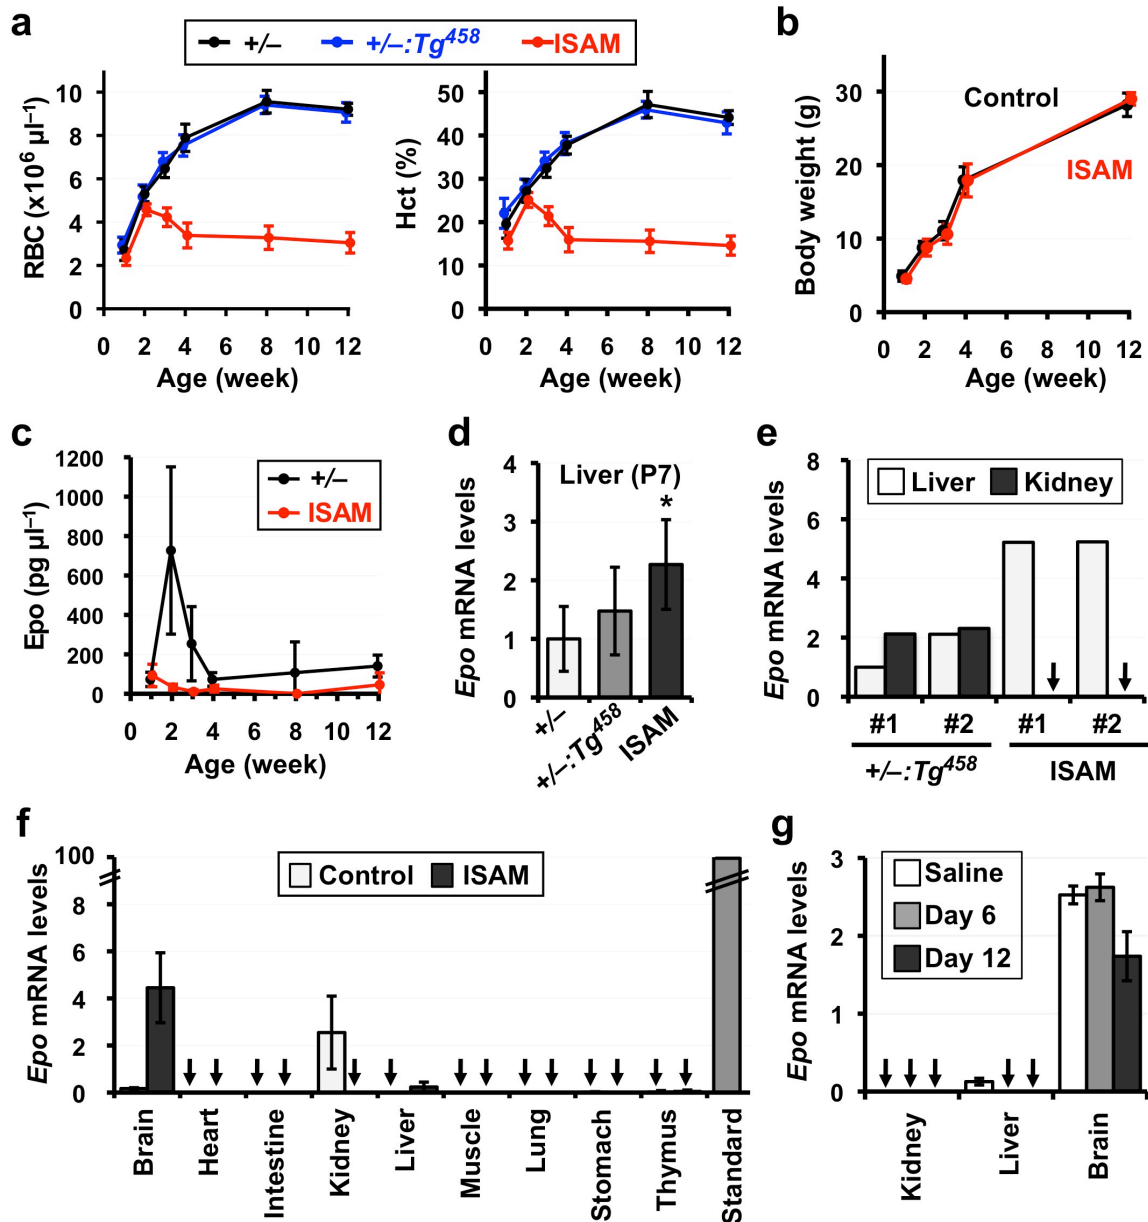 a
+/– +/–:Tg458 ISAM
RBC (x10⁶ µl⁻¹)
10
8
6
4
2
0
0 2 4 6 8 10 12
Age (week)
Hct (%)
50
40
30
20
10
0
0 2 4 6 8 10 12
Age (week)
b
Body weight (g)
30
20
10
0
Control
ISAM
0 2 4 6 8 10 12
Age (week)
c
Epo (pg µl⁻¹)
1200
1000
800
600
400
200
0
+/–
ISAM
0 2 4 6 8 10 12
Age (week)
d
Epo mRNA levels
4
3
2
1
0
Liver (P7)
*
+/–
+/–:Tg458
ISAM
e
Epo mRNA levels
8
6
4
2
0
Liver Kidney
#1 #2 #1 #2
+/–:Tg458 ISAM
f
Epo mRNA levels
100
8
6
4
2
0
Control ISAM
Brain
Heart
Intestine
Kidney
Liver
Muscle
Lung
Stomach
Thymus
Standard
g
Epo mRNA levels
3
2
1
0
Saline
Day 6
Day 12
Kidney
Liver
Brain